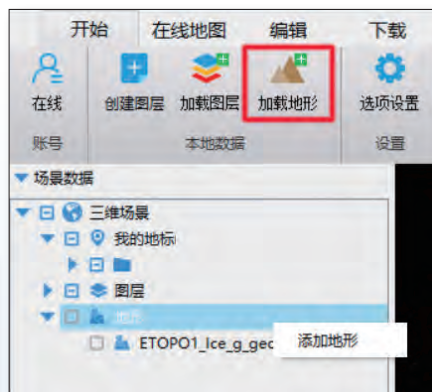 开始 在线地图 编辑 下载
在线 创建图层 加载图层 加载地形 选项设置
账号 本地数据 设置
场景数据
三维场景
我的地标
图层
地形
ETOPO1_Ice_g_geo
添加地形